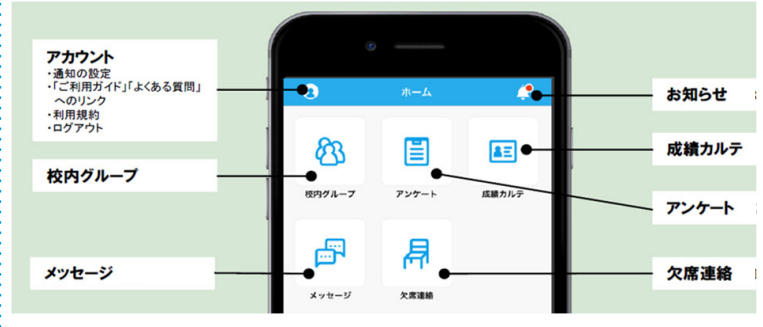 アカウント
・通知の設定
・「ご利用ガイド」「よくある質問」
へのリンク
・利用規約
・ログアウト
校内グループ
メッセージ
ホーム
校内グループ
アンケート
成績カルテ
メッセージ
欠席連絡
お知らせ
成績カルテ
アンケート
欠席連絡